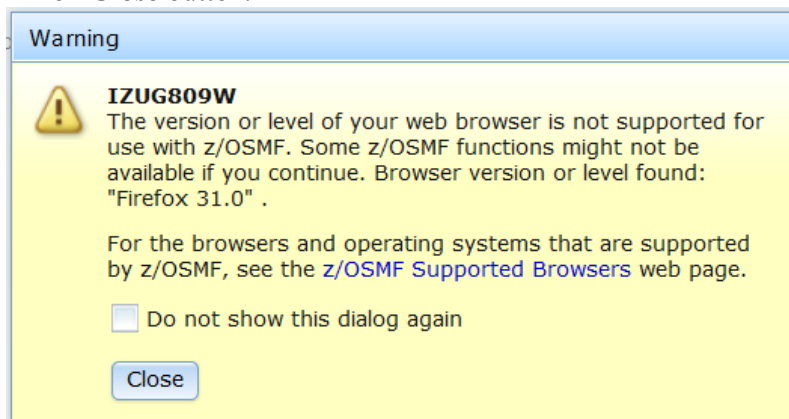 Warning
IZUG809W
The version or level of your web browser is not supported for
use with z/OSMF. Some z/OSMF functions might not be
available if you continue. Browser version or level found:
"Firefox 31.0" .
For the browsers and operating systems that are supported
by z/OSMF, see the z/OSMF Supported Browsers web page.
Do not show this dialog again
Close